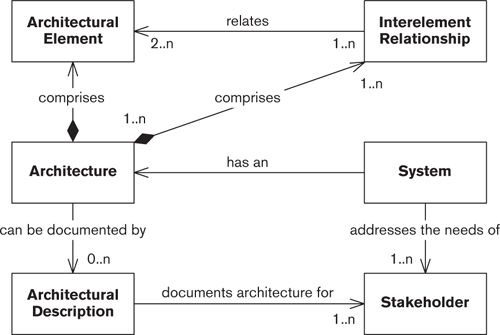 Architectural
Element
relates
2..n
1..n
Interelement
Relationship
comprises
1..n
comprises
1..n
Architecture
has an
System
can be documented by
addresses the needs of
0..n
1..n
Architectural
Description
documents architecture for
1..n
Stakeholder